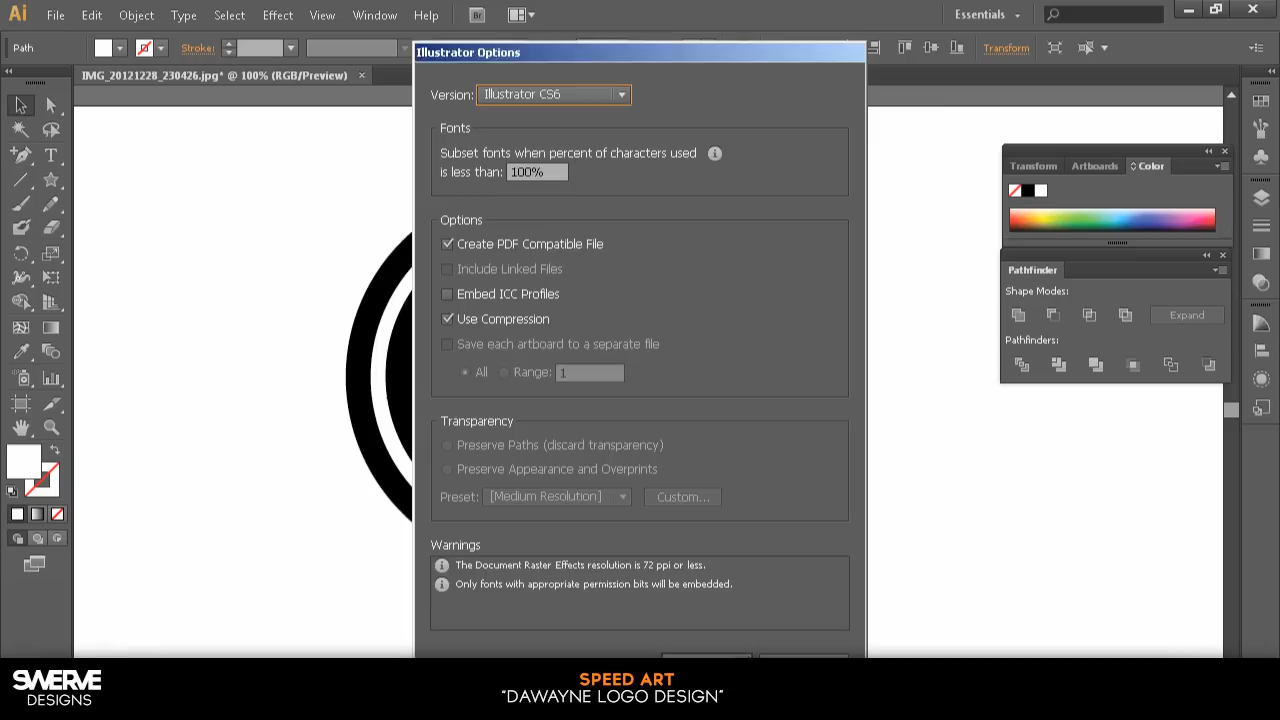 Ai File Edit Object Type Select Effect View Window Help Br Essentials
Path Stroke: Transform
IMG_20121228_230426.jpg* @ 100% (RGB/Preview) ×
Illustrator Options
Version: Illustrator CS6
Fonts
Subset fonts when percent of characters used
is less than: 100%
Options
Create PDF Compatible File
Include Linked Files
Embed ICC Profiles
Use Compression
Save each artboard to a separate file
All Range: 1
Transparency
Preserve Paths (discard transparency)
Preserve Appearance and Overprints
Preset: [Medium Resolution] Custom...
Warnings
The Document Raster Effects resolution is 72 ppi or less.
Only fonts with appropriate permission bits will be embedded.
Transform Artboards Color
Pathfinder
Shape Modes:
Expand
Pathfinders:
SWERVE
DESIGNS
SPEED ART
"DAWAYNE LOGO DESIGN"